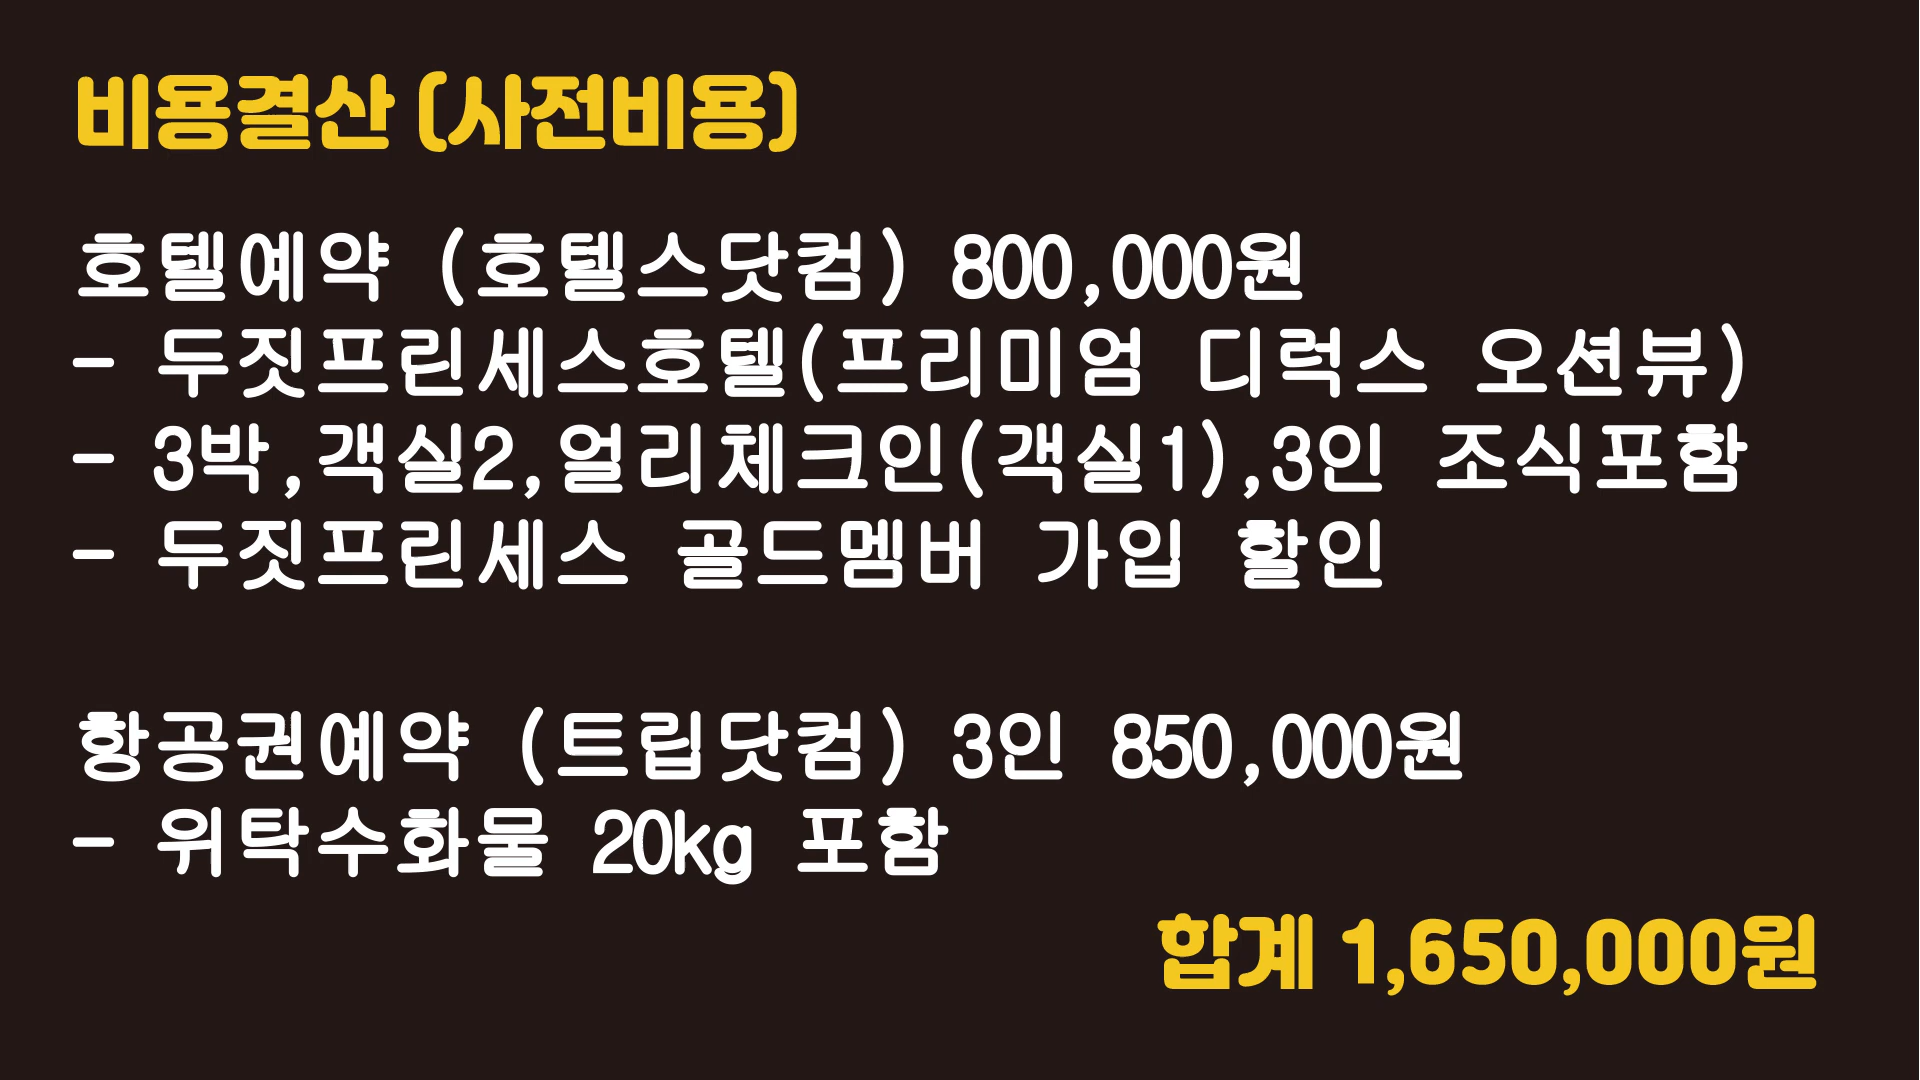 비용결산 (사전비용)
호텔예약 (호텔스닷컴) 800,000원
- 두짓프린세스호텔(프리미엄 디럭스 오션뷰)
- 3박,객실2,얼리체크인(객실1),3인 조식포함
- 두짓프린세스 골드멤버 가입 할인
항공권예약 (트립닷컴) 3인 850,000원
- 위탁수화물 20kg 포함
합계 1,650,000원